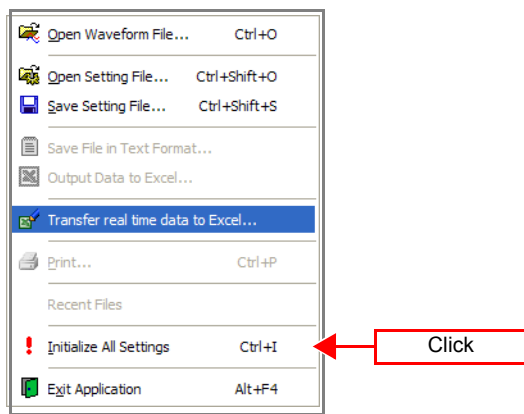 Open Waveform File... Ctrl+O
Open Setting File... Ctrl+Shift+O
Save Setting File... Ctrl+Shift+S
Save File in Text Format...
Output Data to Excel...
Transfer real time data to Excel...
Print... Ctrl+P
Recent Files
Initialize All Settings Ctrl+I Click
Exit Application Alt+F4